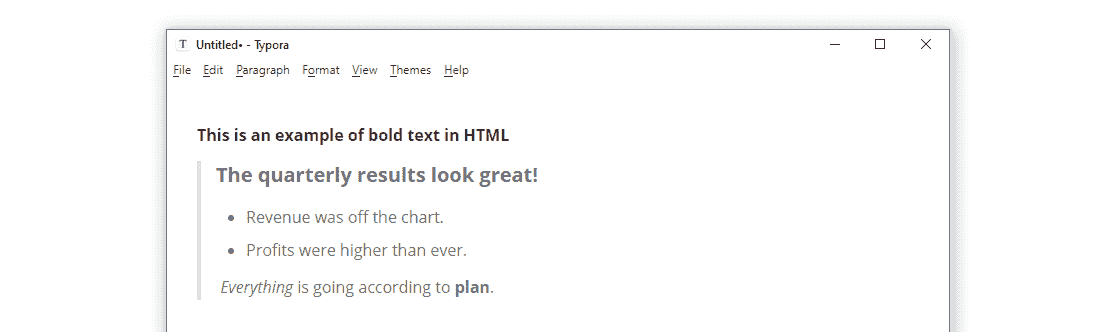 T Untitled• - Typora
File Edit Paragraph Format View Themes Help
This is an example of bold text in HTML
The quarterly results look great!
• Revenue was off the chart.
• Profits were higher than ever.
Everything is going according to plan.